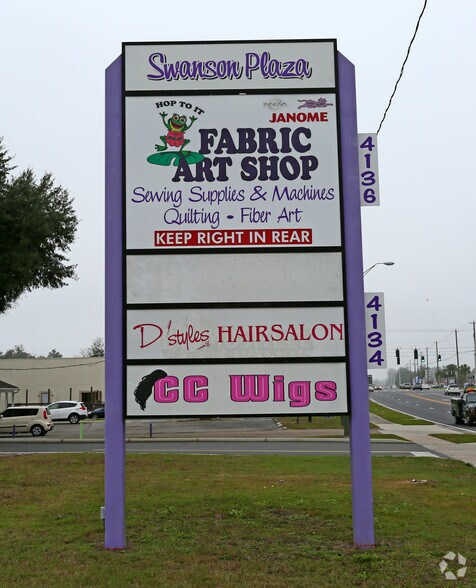 Swanson Plaza
HOP TO IT
JANOME
FABRIC
ART SHOP
Sewing Supplies & Machines
Quilting • Fiber Art
KEEP RIGHT IN REAR
D'styles HAIRSALON
CC Wigs
4136
4134